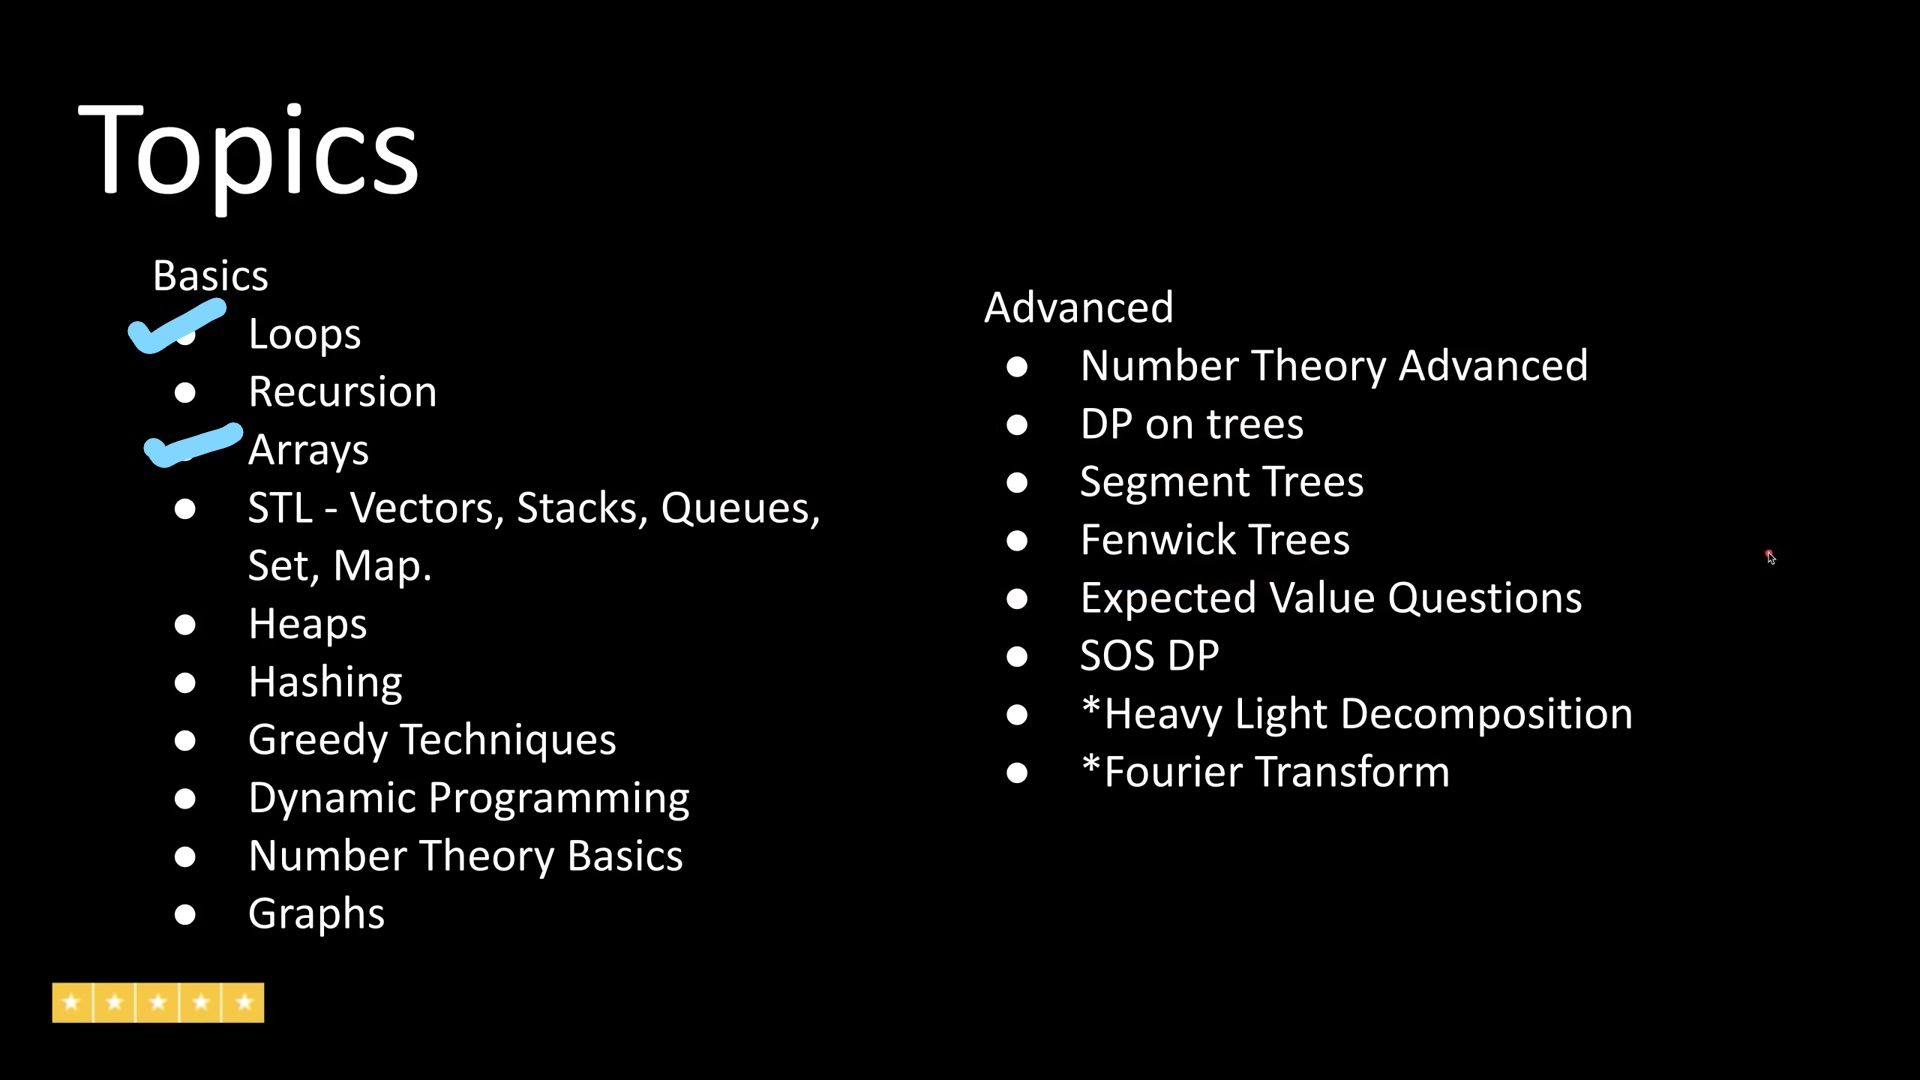 Topics
Basics
Loops
Recursion
Arrays
STL - Vectors, Stacks, Queues,
Set, Map.
Heaps
Hashing
Greedy Techniques
Dynamic Programming
Number Theory Basics
Graphs
Advanced
Number Theory Advanced
DP on trees
Segment Trees
Fenwick Trees
Expected Value Questions
SOS DP
*Heavy Light Decomposition
*Fourier Transform